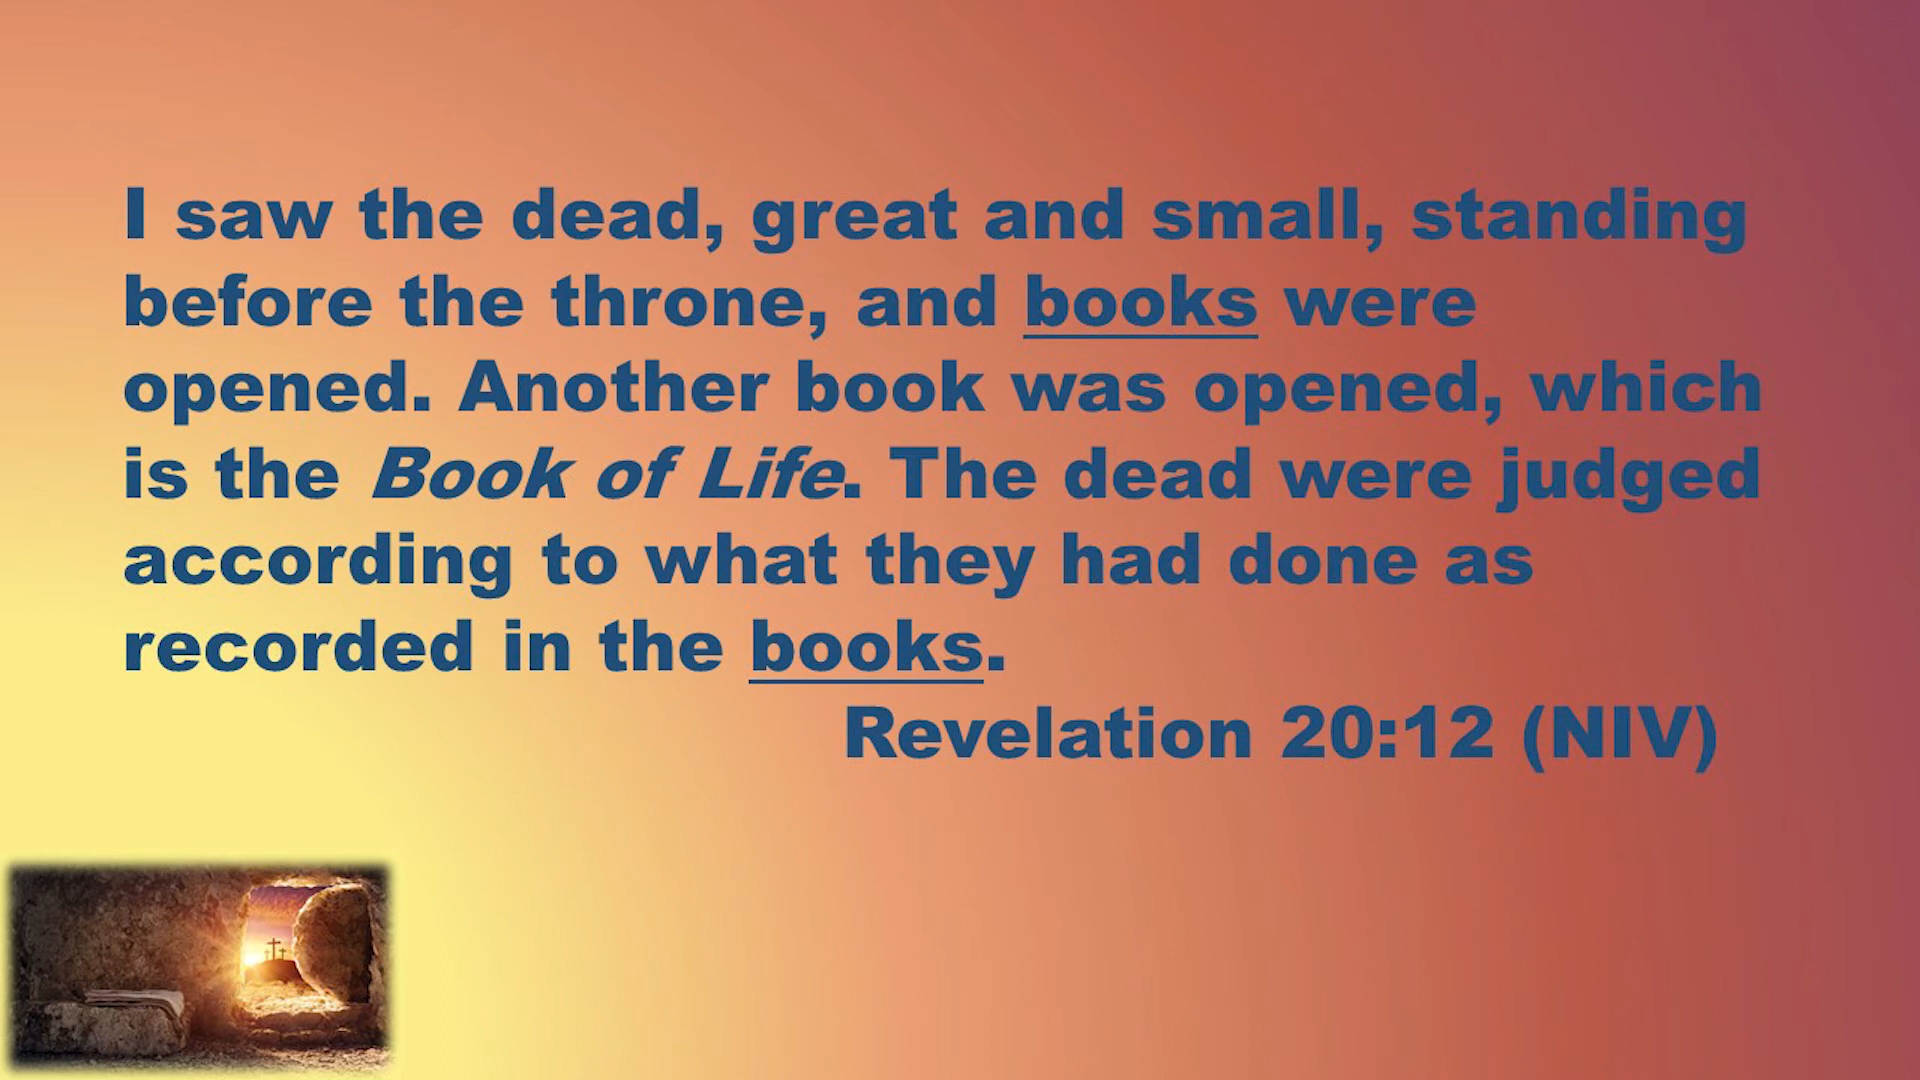 I saw the dead, great and small, standing
before the throne, and books were
opened. Another book was opened, which
is the Book of Life. The dead were judged
according to what they had done as
recorded in the books.
Revelation 20:12 (NIV)